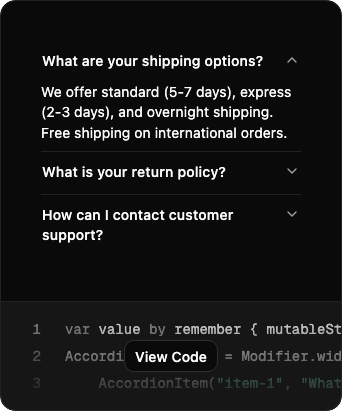 What are your shipping options?
We offer standard (5-7 days), express
(2-3 days), and overnight shipping.
Free shipping on international orders.
What is your return policy?
How can I contact customer
support?
1 var value by remember { mutableSt
2 Accordi View Code = Modifier.wid
3 AccordionItem("item-1", "What